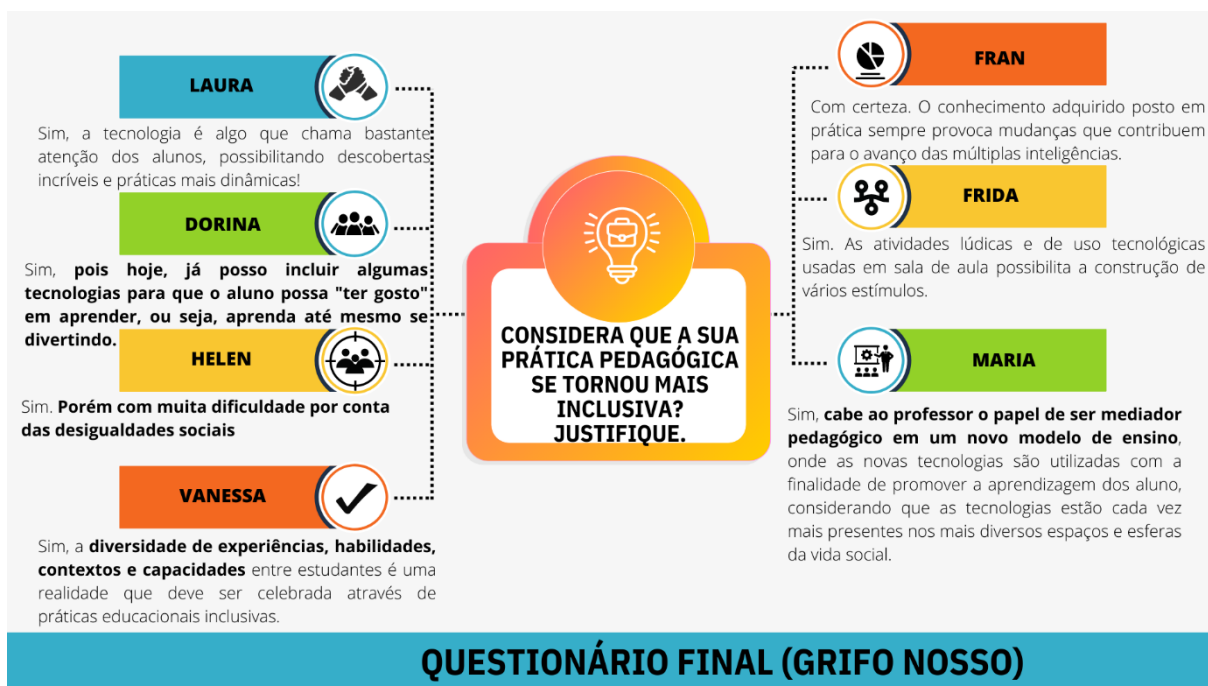 LAURA
Sim, a tecnologia é algo que chama bastante
atenção dos alunos, possibilitando descobertas
incríveis e práticas mais dinâmicas!
DORINA
Sim, pois hoje, já posso incluir algumas
tecnologias para que o aluno possa "ter gosto"
em aprender, ou seja, aprenda até mesmo se
divertindo.
HELEN
Sim. Porém com muita dificuldade por conta
das desigualdades sociais
VANESSA
Sim, a diversidade de experiências, habilidades,
contextos e capacidades entre estudantes é uma
realidade que deve ser celebrada através de
práticas educacionais inclusivas.
CONSIDERA QUE A SUA
PRÁTICA PEDAGÓGICA
SE TORNOU MAIS
INCLUSIVA?
JUSTIFIQUE.
FRAN
Com certeza. O conhecimento adquirido posto em
prática sempre provoca mudanças que contribuem
para o avanço das múltiplas inteligências.
FRIDA
Sim. As atividades lúdicas e de uso tecnológicas
usadas em sala de aula possibilita a construção de
vários estímulos.
MARIA
Sim, cabe ao professor o papel de ser mediador
pedagógico em um novo modelo de ensino,
onde as novas tecnologias são utilizadas com a
finalidade de promover a aprendizagem dos aluno,
considerando que as tecnologias estão cada vez
mais presentes nos mais diversos espaços e esferas
da vida social.
QUESTIONÁRIO FINAL (GRIFO NOSSO)